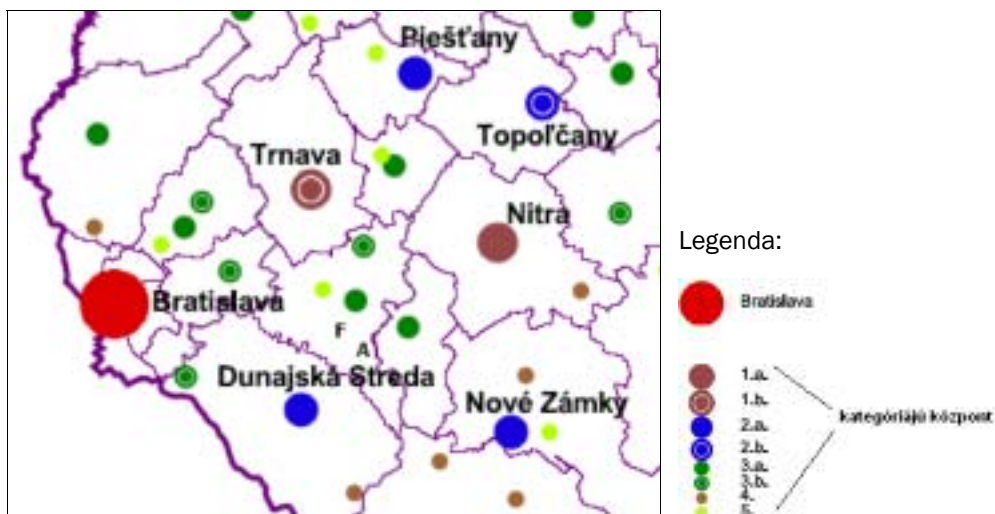 Piešťany
Topoľčany
Trnava
Nitra
Bratislava
F
A
Dunajská Streda
Nové Zámky
Legenda:
Bratislava
1.a.
1.b.
2.a.
2.b.
3.a.
3.b.
4.
5.
kategóriájú központ